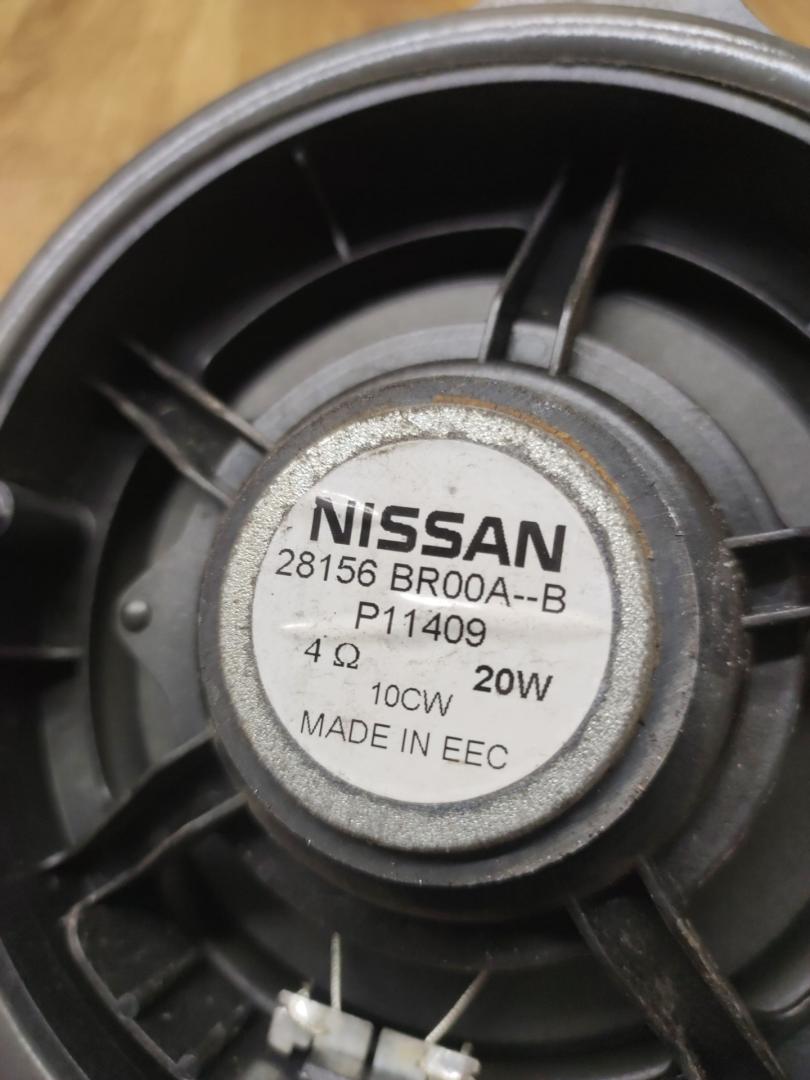 NISSAN
28156 BR00A--B
P11409
4 Ω 20W
10CW
MADE IN EEC